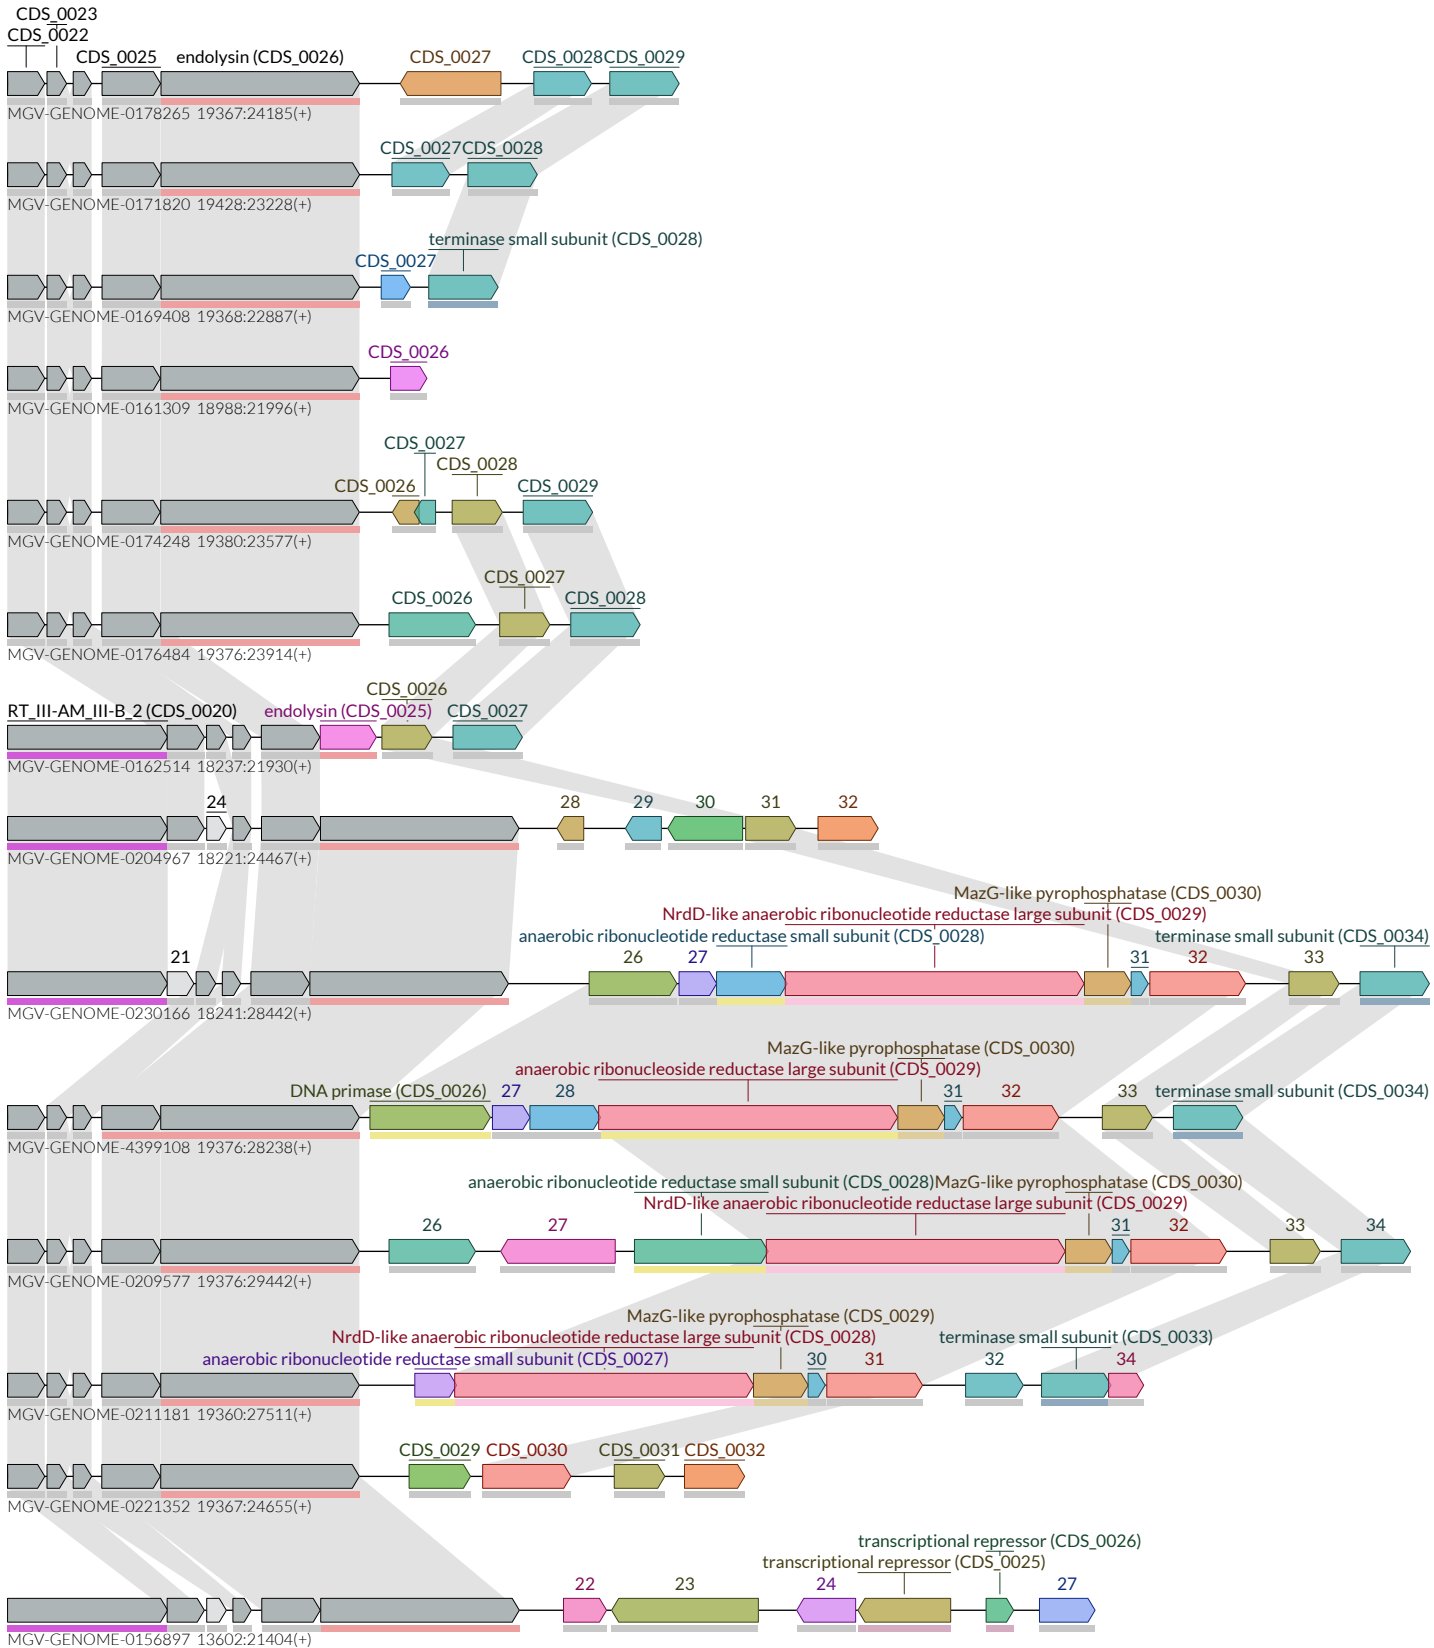 CDS_0023
CDS_0022
CDS_0025 endolysin (CDS_0026) CDS_0027 CDS_0028 CDS_0029
MGV-GENOME-0178265 19367:24185(+)
CDS_0027 CDS_0028
MGV-GENOME-0171820 19428:23228(+)
terminase small subunit (CDS_0028)
CDS_0027
MGV-GENOME-0169408 19368:22887(+)
CDS_0026
MGV-GENOME-0161309 18988:21996(+)
CDS_0027
CDS_0028
CDS_0026 CDS_0029
MGV-GENOME-0174248 19380:23577(+)
CDS_0027
CDS_0026 CDS_0028
MGV-GENOME-0176484 19376:23914(+)
CDS_0026
RT_III-AM_III-B_2 (CDS_0020) endolysin (CDS_0025) CDS_0027
MGV-GENOME-0162514 18237:21930(+)
24 28 29 30 31 32
MGV-GENOME-0204967 18221:24467(+)
MazG-like pyrophosphatase (CDS_0030)
NrdD-like anaerobic ribonucleotide reductase large subunit (CDS_0029)
anaerobic ribonucleotide reductase small subunit (CDS_0028) terminase small subunit (CDS_0034)
21 26 27 31 32 33
MGV-GENOME-0230166 18241:28442(+)
MazG-like pyrophosphatase (CDS_0030)
anaerobic ribonucleoside reductase large subunit (CDS_0029)
DNA primase (CDS_0026) 27 28 31 32 33 terminase small subunit (CDS_0034)
MGV-GENOME-4399108 19376:28238(+)
anaerobic ribonucleotide reductase small subunit (CDS_0028) MazG-like pyrophosphatase (CDS_0030)
NrdD-like anaerobic ribonucleotide reductase large subunit (CDS_0029)
26 27 31 32 33 34
MGV-GENOME-0209577 19376:29442(+)
MazG-like pyrophosphatase (CDS_0029)
NrdD-like anaerobic ribonucleotide reductase large subunit (CDS_0028) terminase small subunit (CDS_0033)
anaerobic ribonucleotide reductase small subunit (CDS_0027) 30 31 32 34
MGV-GENOME-0211181 19360:27511(+)
CDS_0029 CDS_0030 CDS_0031 CDS_0032
MGV-GENOME-0221352 19367:24655(+)
transcriptional repressor (CDS_0026)
transcriptional repressor (CDS_0025)
22 23 24 27
MGV-GENOME-0156897 13602:21404(+)